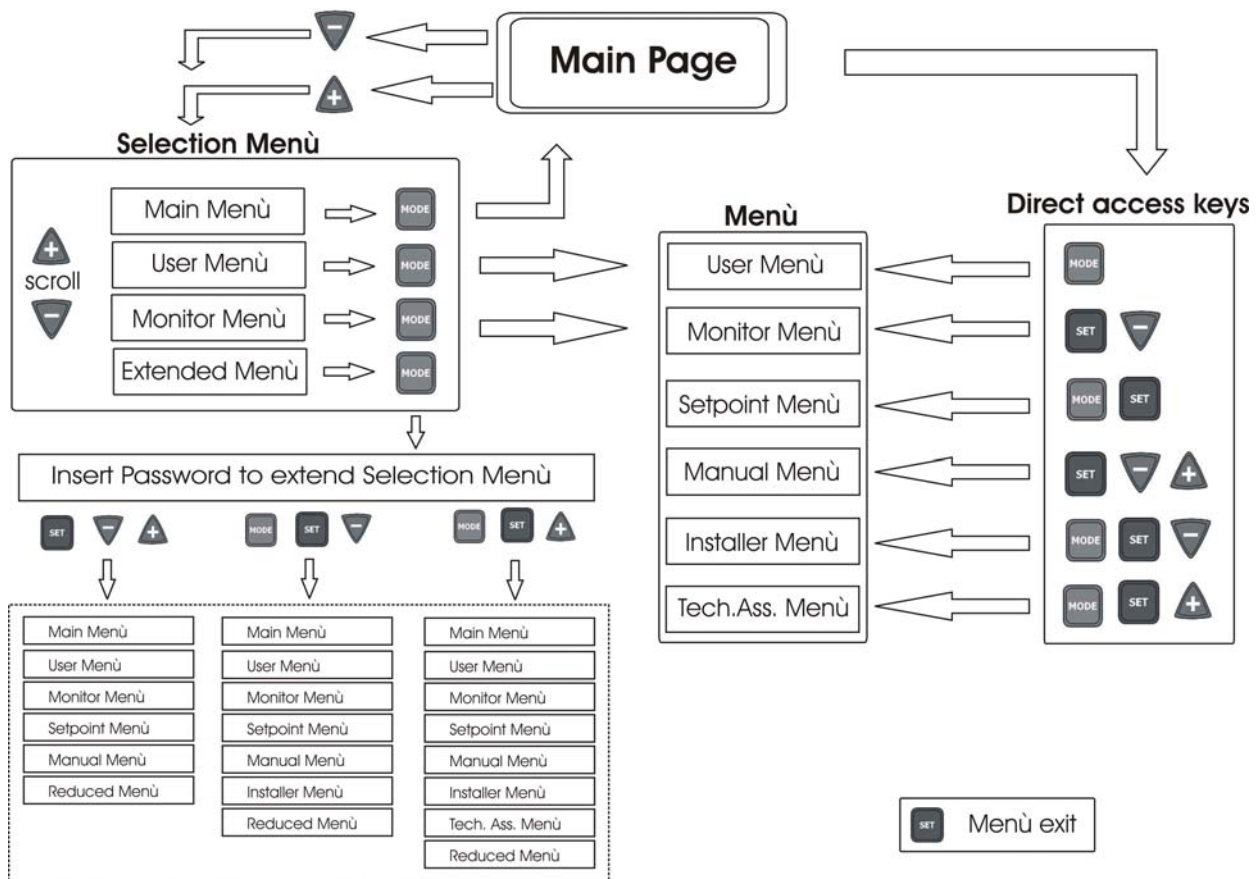 Main Page
−
+
Selection Menù
Main Menù
MODE
+
scroll
−
User Menù
MODE
Monitor Menù
MODE
Extended Menù
MODE
Insert Password to extend Selection Menù
SET − +
MODE SET −
MODE SET +
Main Menù
User Menù
Monitor Menù
Setpoint Menù
Manual Menù
Reduced Menù
Main Menù
User Menù
Monitor Menù
Setpoint Menù
Manual Menù
Installer Menù
Reduced Menù
Main Menù
User Menù
Monitor Menù
Setpoint Menù
Manual Menù
Installer Menù
Tech. Ass. Menù
Reduced Menù
Menù
User Menù
Monitor Menù
Setpoint Menù
Manual Menù
Installer Menù
Tech.Ass. Menù
Direct access keys
MODE
SET −
MODE SET
SET − +
MODE SET −
MODE SET +
SET Menù exit